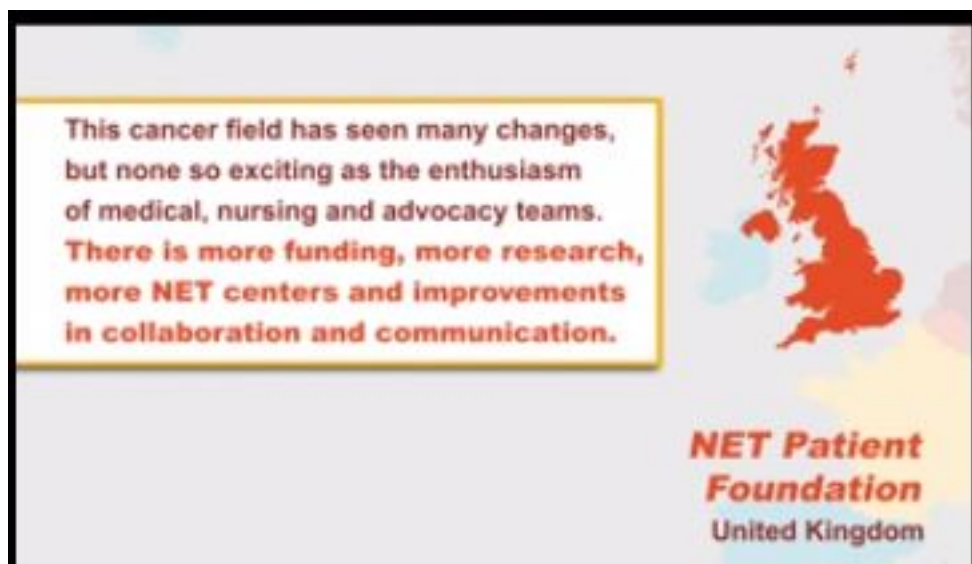 This cancer field has seen many changes,
but none so exciting as the enthusiasm
of medical, nursing and advocacy teams.
There is more funding, more research,
more NET centers and improvements
in collaboration and communication.
NET Patient
Foundation
United Kingdom